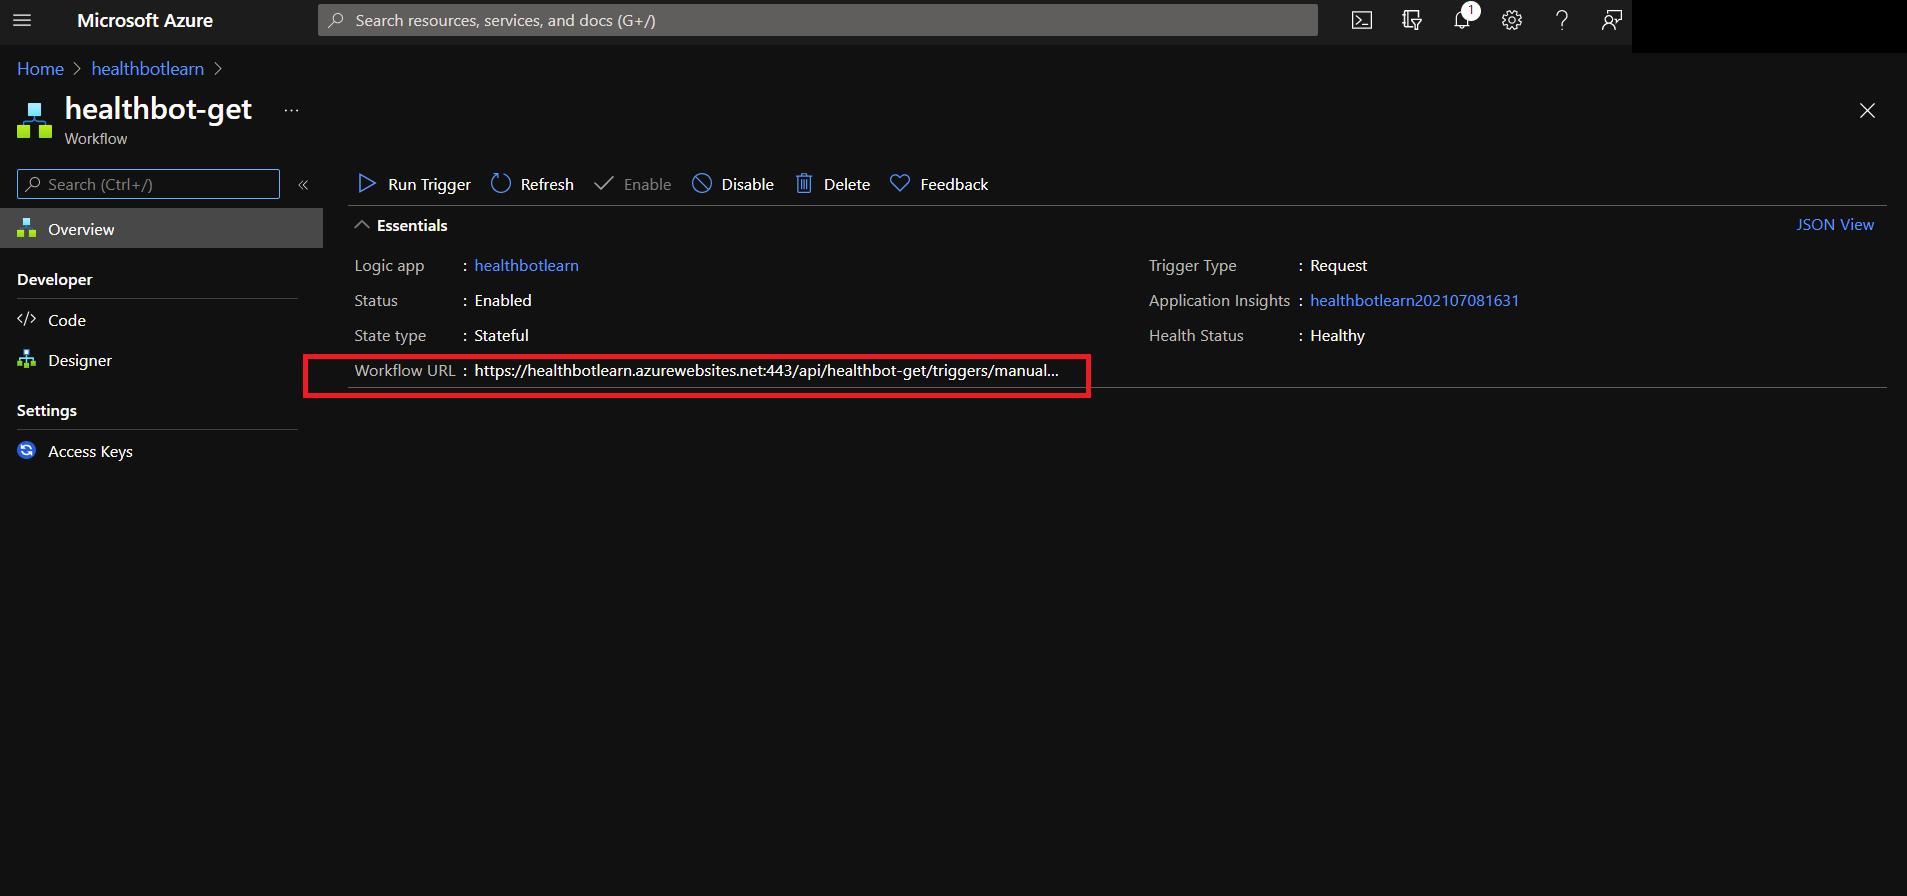 Microsoft Azure
Search resources, services, and docs (G+/)
1
Home > healthbotlearn >
healthbot-get ...
Workflow
Search (Ctrl+/) «
Overview
Developer
Code
Designer
Settings
Access Keys
Run Trigger Refresh Enable Disable Delete Feedback
Essentials JSON View
Logic app : healthbotlearn
Status : Enabled
State type : Stateful
Workflow URL : https://healthbotlearn.azurewebsites.net:443/api/healthbot-get/triggers/manual...
Trigger Type : Request
Application Insights : healthbotlearn202107081631
Health Status : Healthy